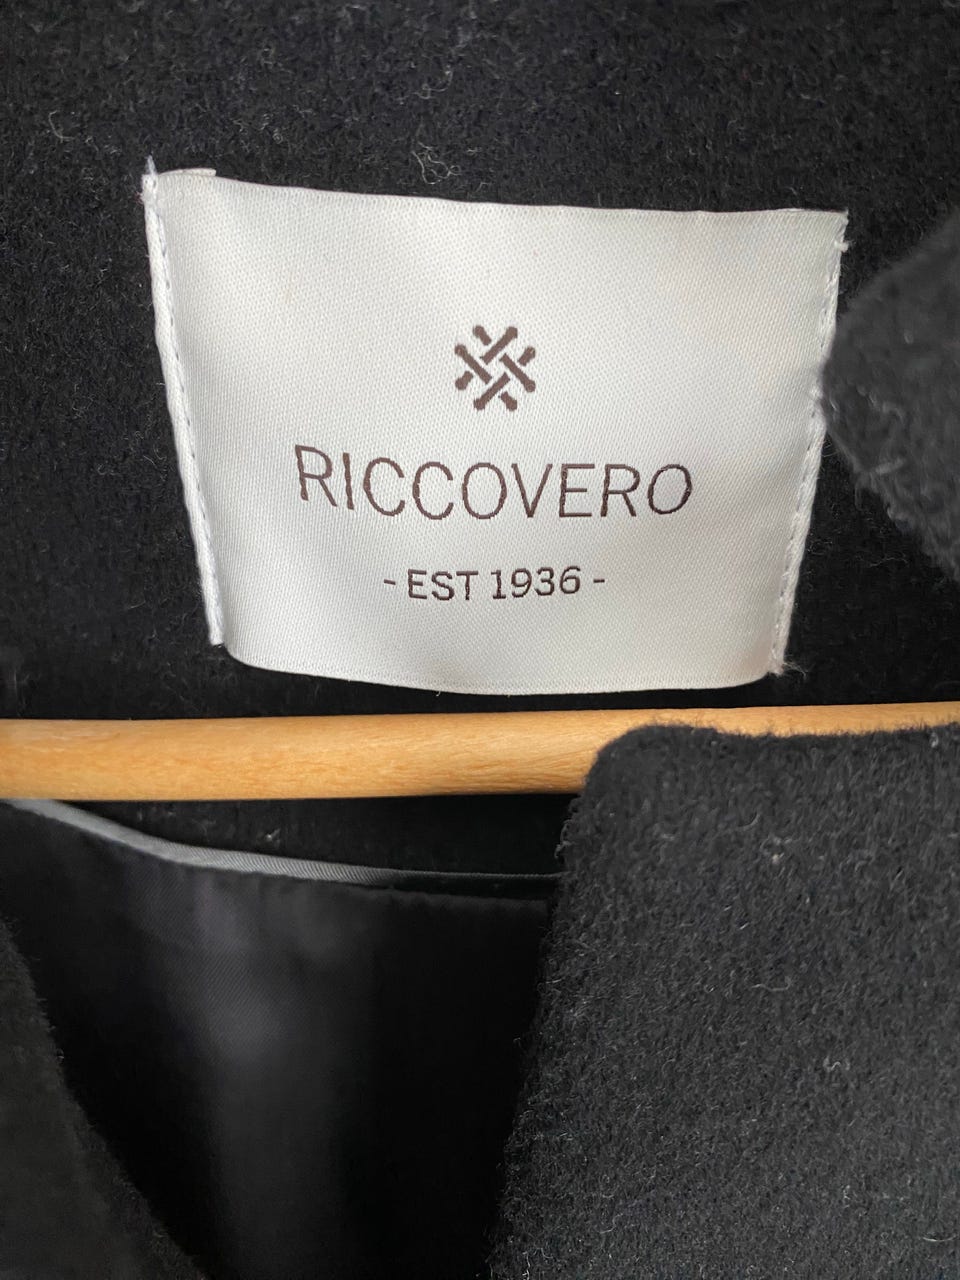 RICCOVERO
- EST 1936 -